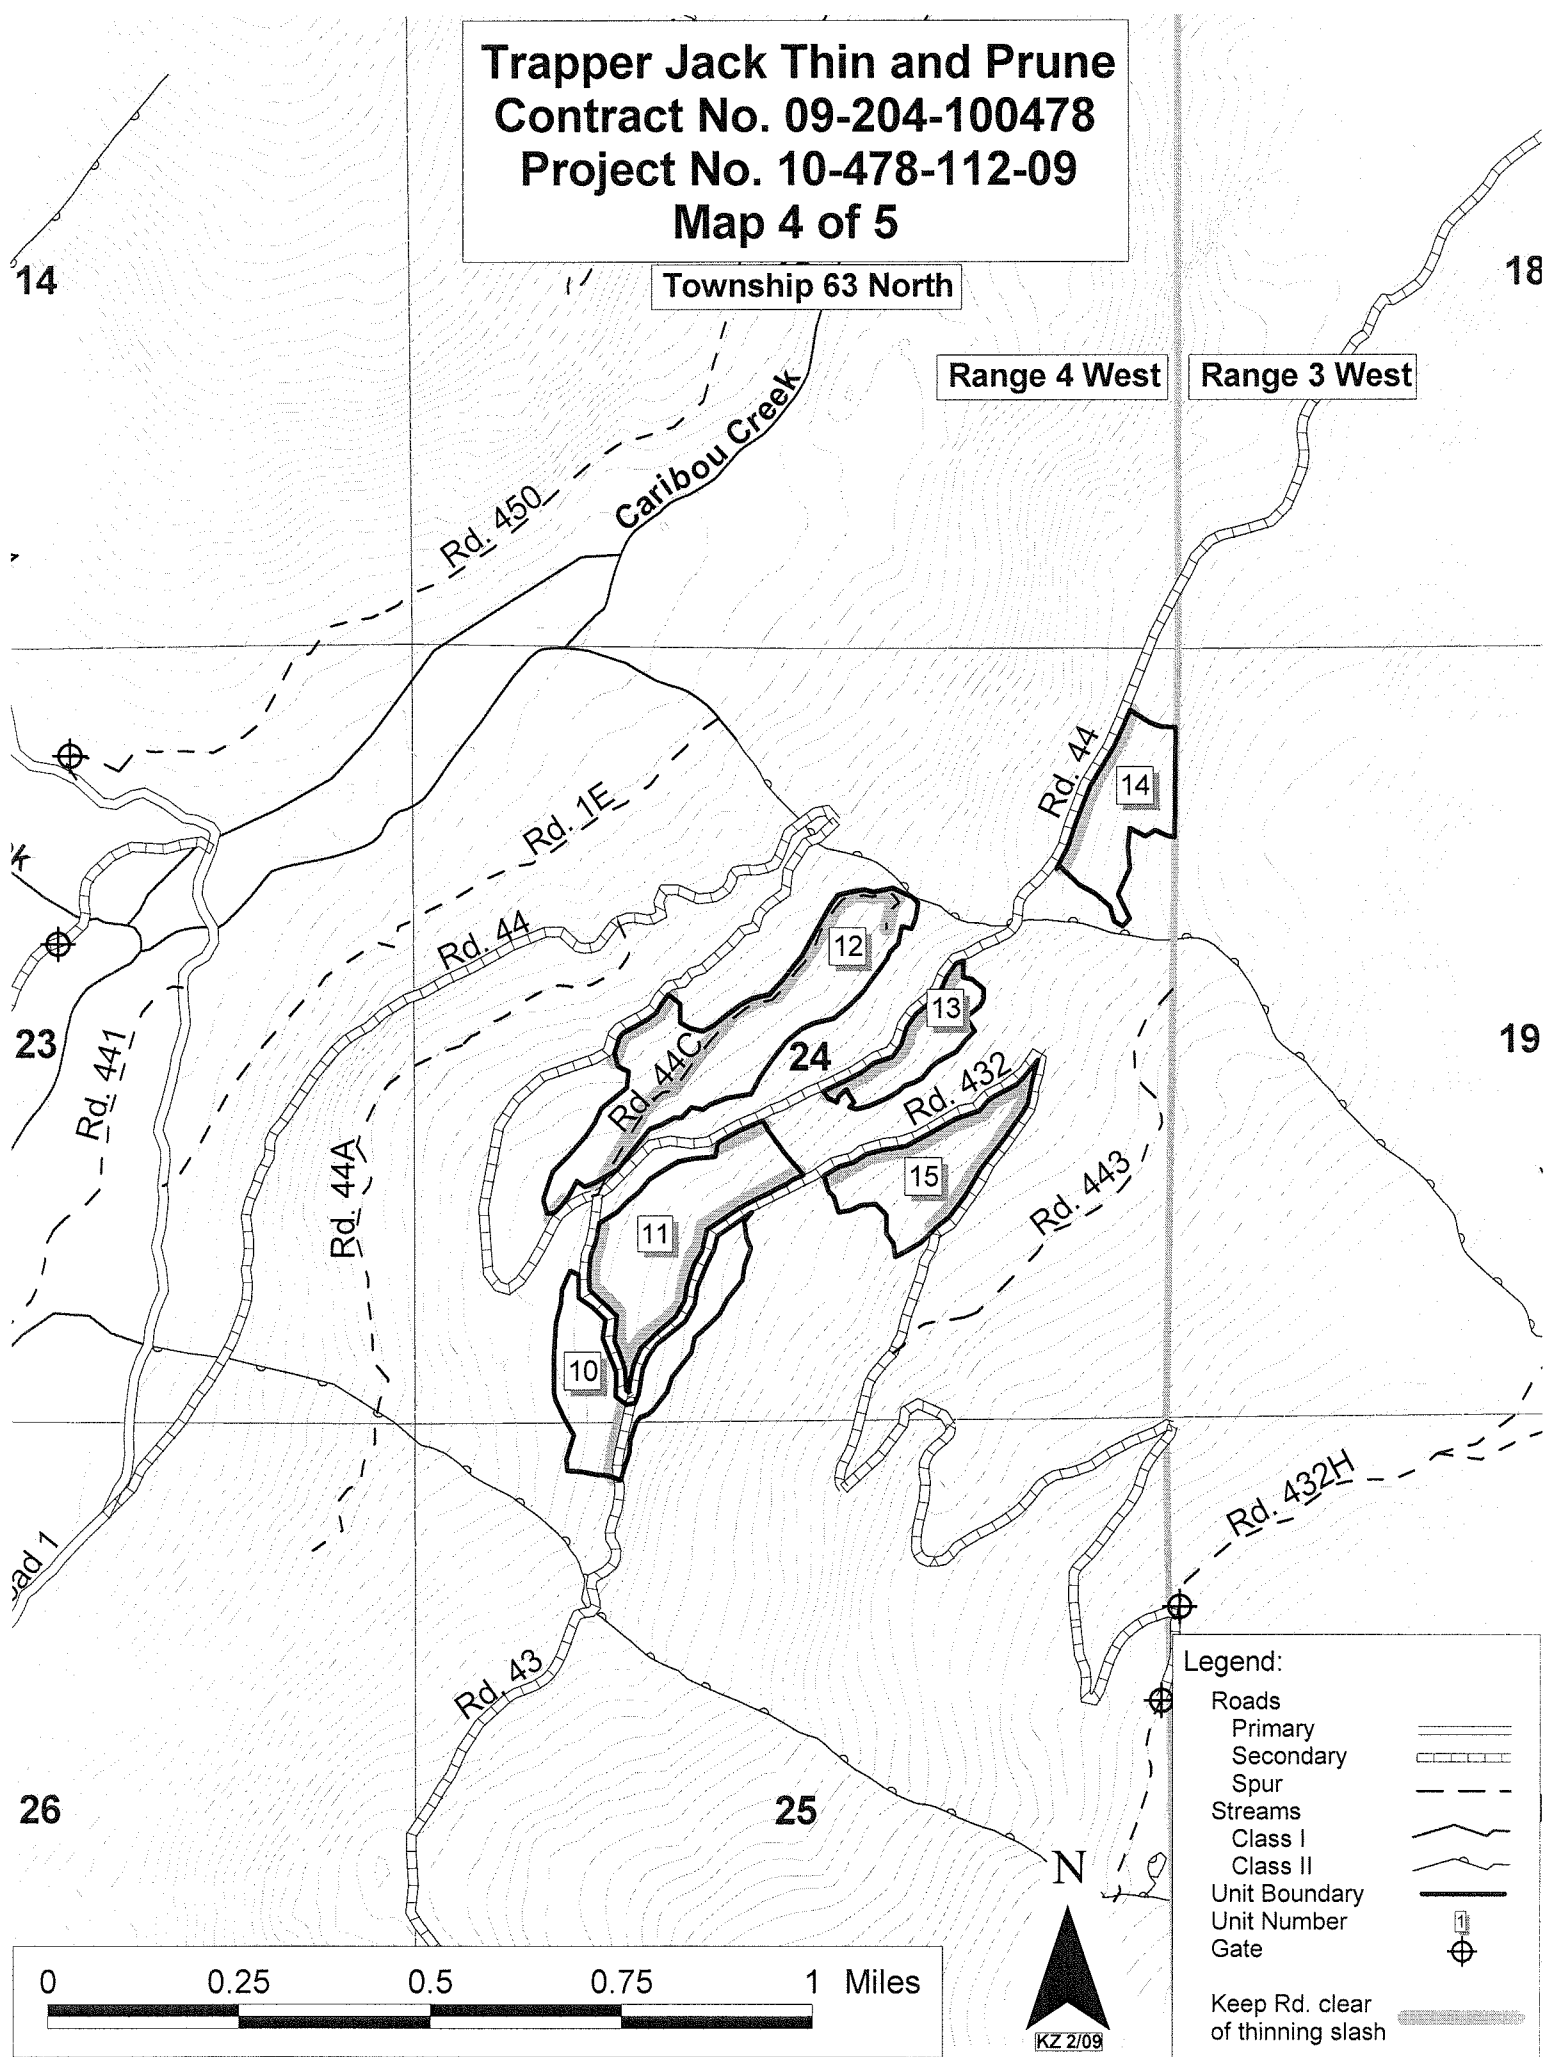 Trapper Jack Thin and Prune
Contract No. 09-204-100478
Project No. 10-478-112-09
Map 4 of 5
Township 63 North
14
18
Range 4 West
Range 3 West
Caribou Creek
Rd. 450
Rd. 44
14
Rd. 1E
k
Rd. 44
12
13
23
24
19
Rd. 441
Rd. 44C
Rd. 432
Rd. 44A
15
Rd. 443
11
10
Rd. 432H
oad 1
Rd. 43
26
25
N
KZ 2/09
0 0.25 0.5 0.75 1 Miles
Legend:
Roads
Primary
Secondary
Spur
Streams
Class I
Class II
Unit Boundary
Unit Number 1
Gate
Keep Rd. clear
of thinning slash